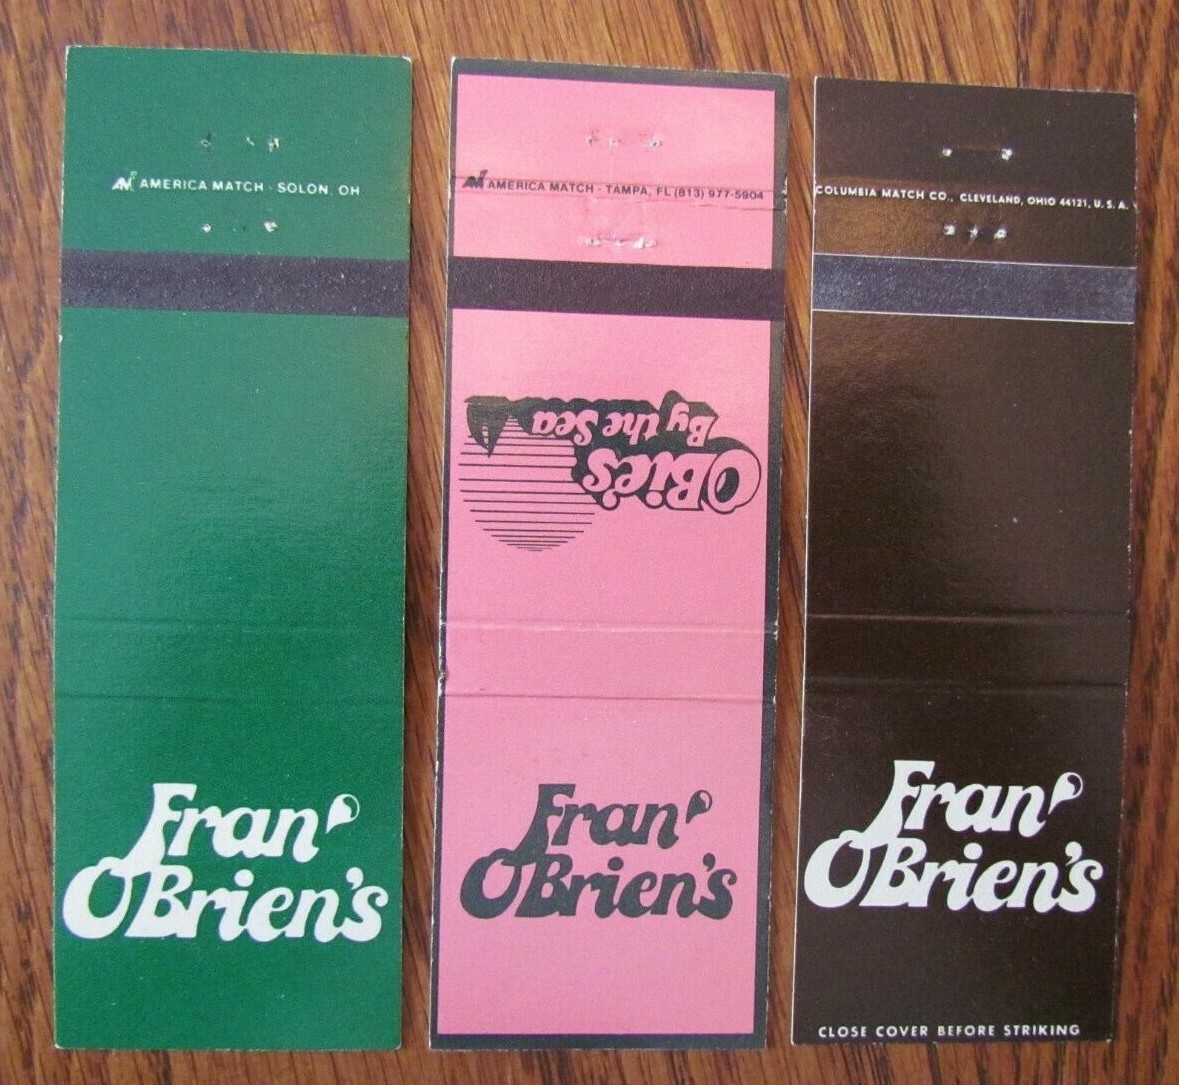 AMERICA MATCH - SOLON, OH
Fran'
O'Brien's
AMERICA MATCH - TAMPA, FL (813) 977-5904
OBie's
By the Sea
Fran'
O'Brien's
COLUMBIA MATCH CO., CLEVELAND, OHIO 44121, U.S.A.
Fran'
O'Brien's
CLOSE COVER BEFORE STRIKING